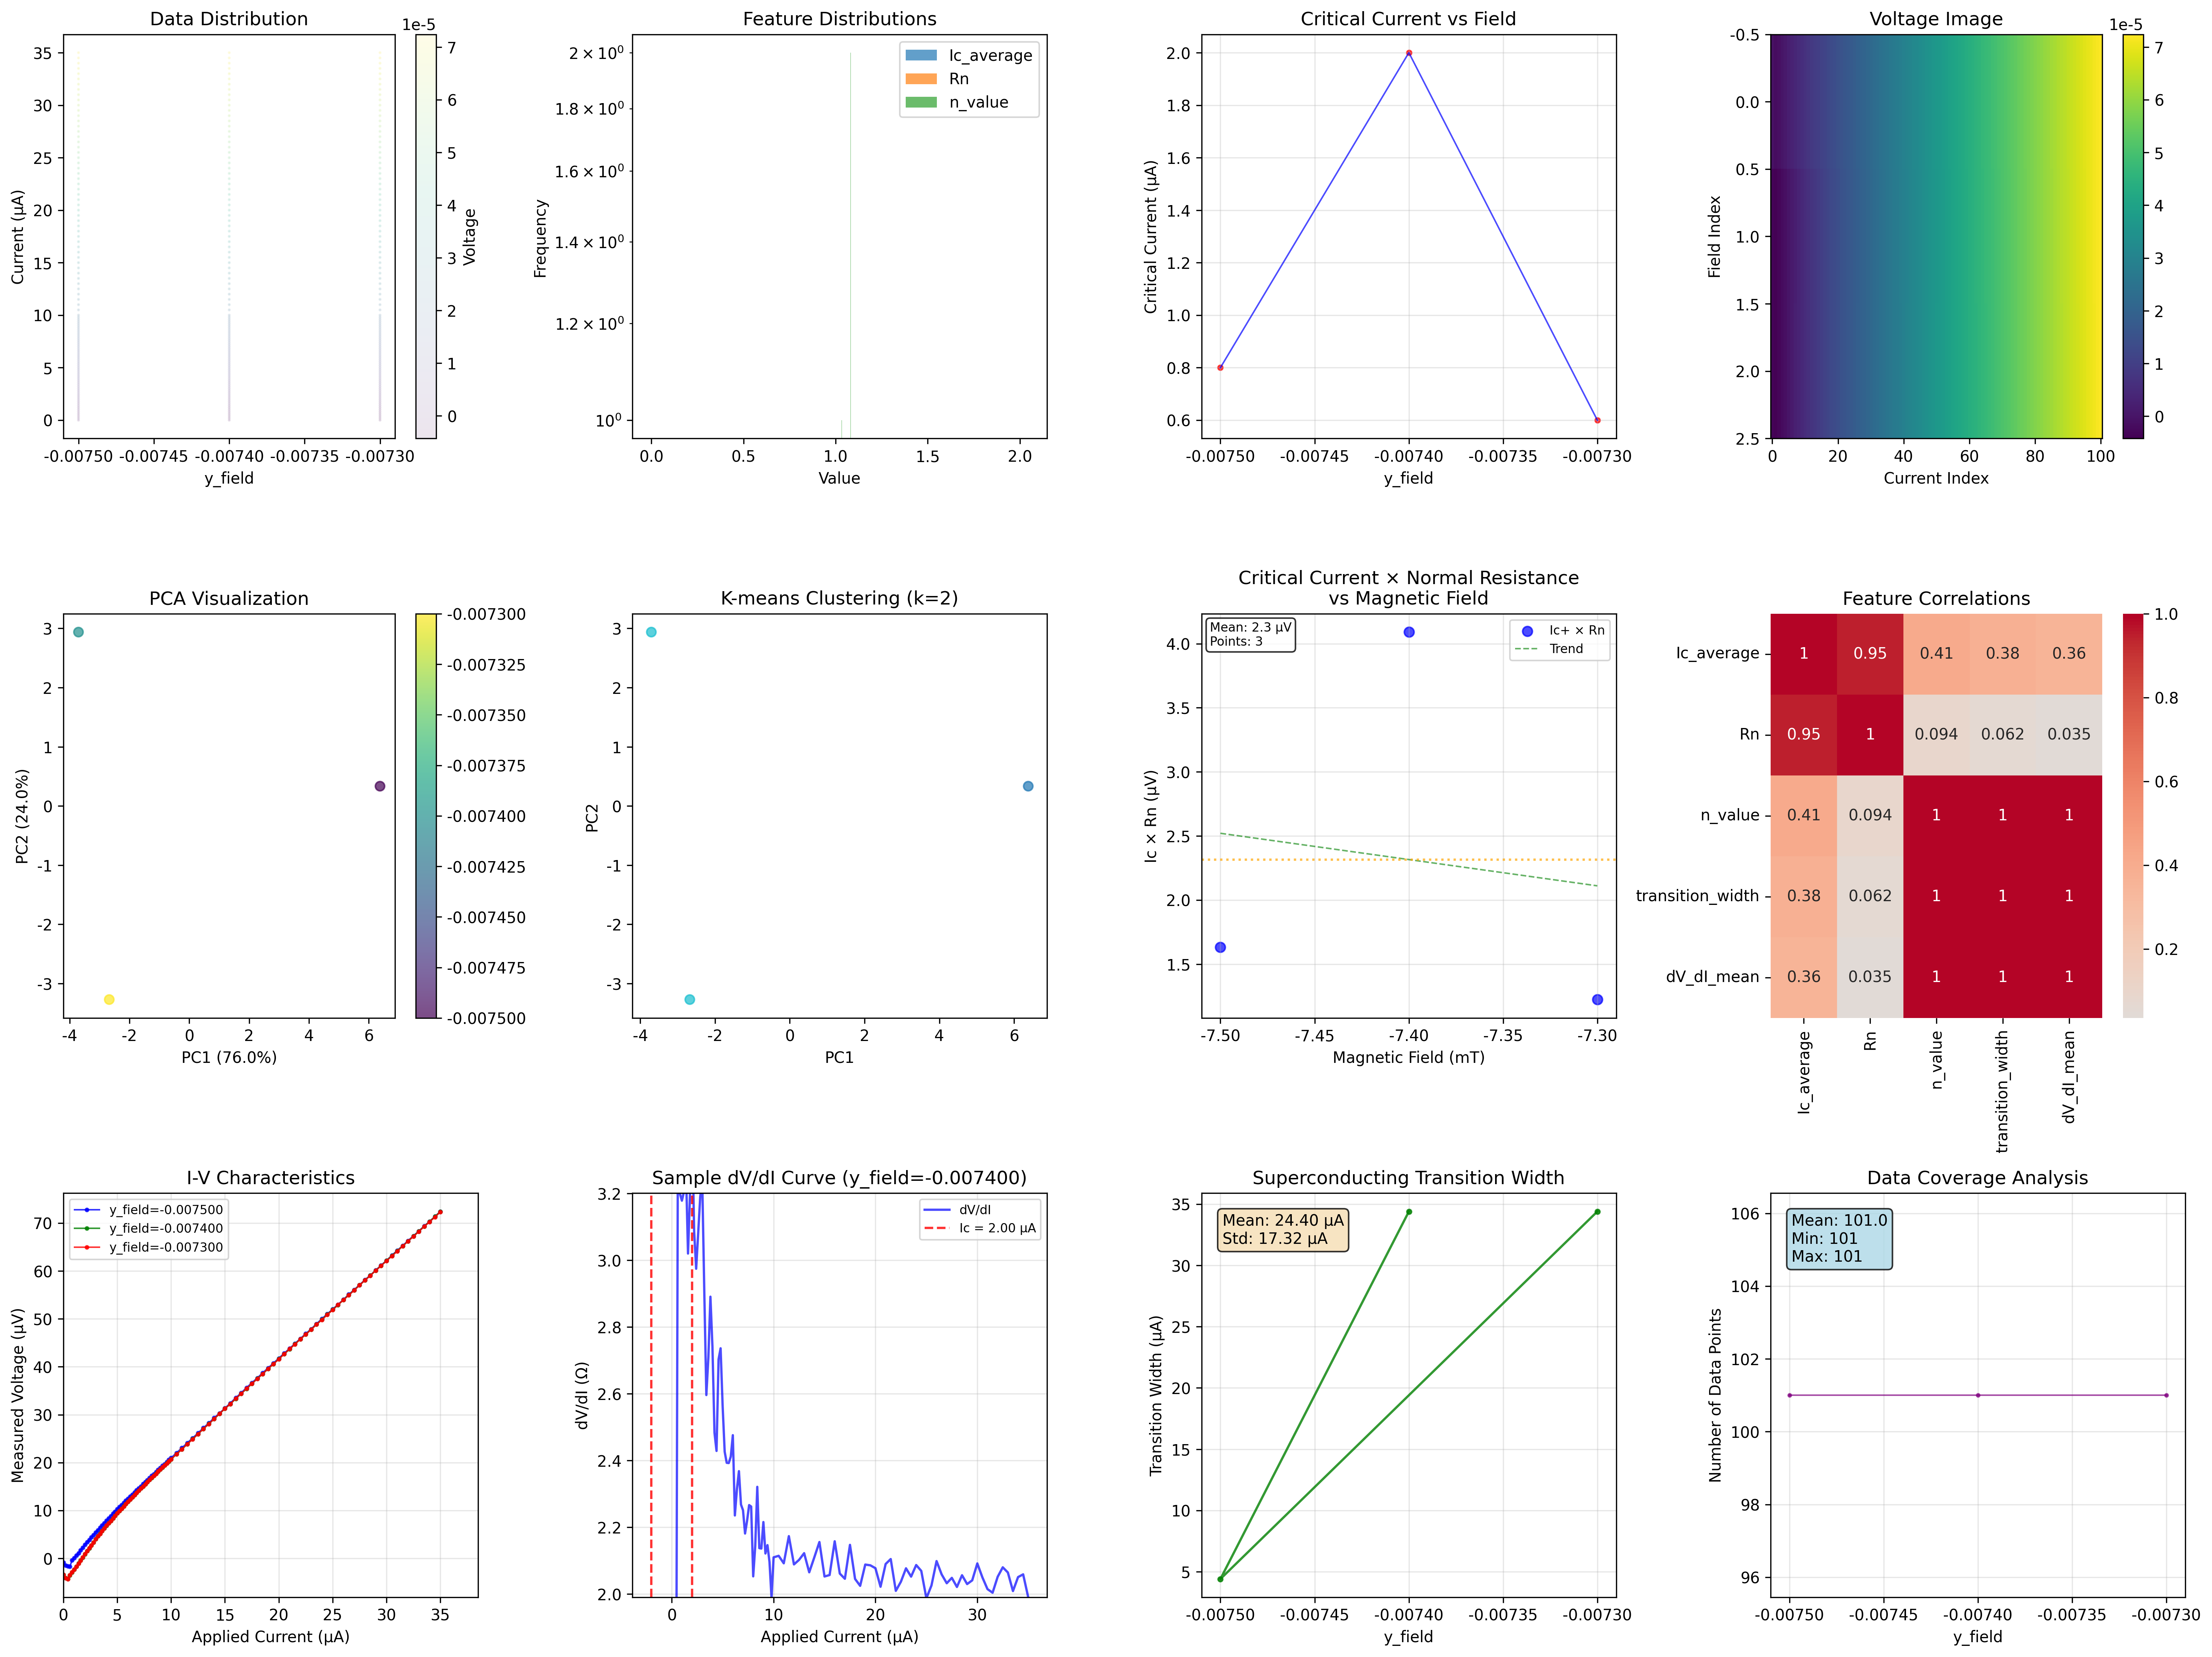 Data Distribution
1e-5
35
30
25
20
15
10
5
0
Current (μA)
-0.00750 -0.00745 -0.00740 -0.00735 -0.00730
y_field
7
6
5
4
3
2
1
0
Voltage
Feature Distributions
Ic_average
Rn
n_value
2 × 10⁰
1.8 × 10⁰
1.6 × 10⁰
1.4 × 10⁰
1.2 × 10⁰
10⁰
Frequency
0.0 0.5 1.0 1.5 2.0
Value
Critical Current vs Field
2.0
1.8
1.6
1.4
1.2
1.0
0.8
0.6
Critical Current (μA)
-0.00750 -0.00745 -0.00740 -0.00735 -0.00730
y_field
Voltage Image
1e-5
-0.5
0.0
0.5
1.0
1.5
2.0
2.5
Field Index
0 20 40 60 80 100
Current Index
7
6
5
4
3
2
1
0
PCA Visualization
3
2
1
0
-1
-2
-3
PC2 (24.0%)
-4 -2 0 2 4 6
PC1 (76.0%)
-0.007300
-0.007325
-0.007350
-0.007375
-0.007400
-0.007425
-0.007450
-0.007475
-0.007500
K-means Clustering (k=2)
3
2
1
0
-1
-2
-3
PC2
-4 -2 0 2 4 6
PC1
Critical Current × Normal Resistance
vs Magnetic Field
Mean: 2.3 μV
Points: 3
Ic+ × Rn
Trend
4.0
3.5
3.0
2.5
2.0
1.5
Ic × Rn (μV)
-7.50 -7.45 -7.40 -7.35 -7.30
Magnetic Field (mT)
Feature Correlations
Ic_average 1 0.95 0.41 0.38 0.36
Rn 0.95 1 0.094 0.062 0.035
n_value 0.41 0.094 1 1 1
transition_width 0.38 0.062 1 1 1
dV_dI_mean 0.36 0.035 1 1 1
Ic_average Rn n_value transition_width dV_dI_mean
1.0
0.8
0.6
0.4
0.2
I-V Characteristics
y_field=-0.007500
y_field=-0.007400
y_field=-0.007300
70
60
50
40
30
20
10
0
Measured Voltage (μV)
0 5 10 15 20 25 30 35
Applied Current (μA)
Sample dV/dI Curve (y_field=-0.007400)
dV/dI
Ic = 2.00 μA
3.2
3.0
2.8
2.6
2.4
2.2
2.0
dV/dI (Ω)
0 10 20 30
Applied Current (μA)
Superconducting Transition Width
Mean: 24.40 μA
Std: 17.32 μA
35
30
25
20
15
10
5
Transition Width (μA)
-0.00750 -0.00745 -0.00740 -0.00735 -0.00730
y_field
Data Coverage Analysis
Mean: 101.0
Min: 101
Max: 101
106
104
102
100
98
96
Number of Data Points
-0.00750 -0.00745 -0.00740 -0.00735 -0.00730
y_field